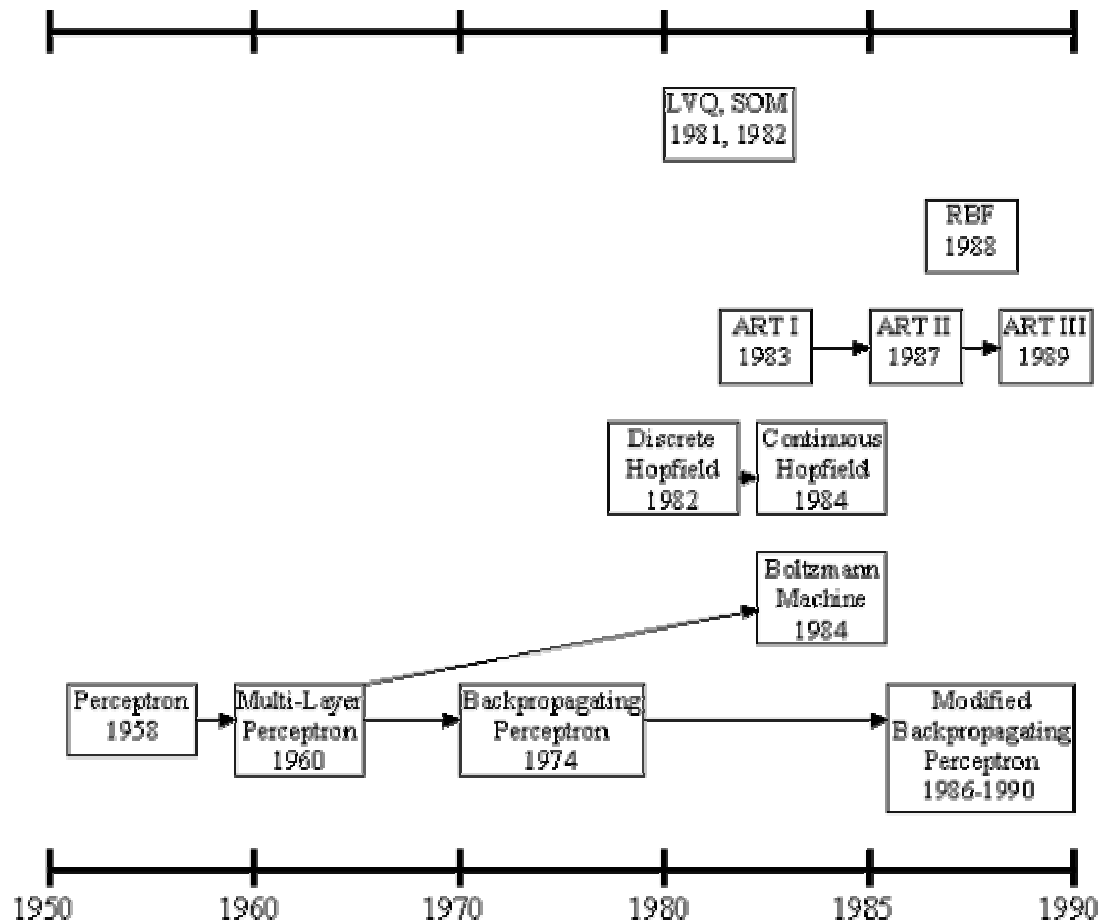 LVQ, SOM
1981, 1982
RBF
1988
ART I
1983
ART II
1987
ART III
1989
Discrete
Hopfield
1982
Continuous
Hopfield
1984
Boltzmann
Machine
1984
Perceptron
1958
Multi-Layer
Perceptron
1960
Backpropagating
Perceptron
1974
Modified
Backpropagating
Perceptron
1986-1990
1950
1960
1970
1980
1985
1990